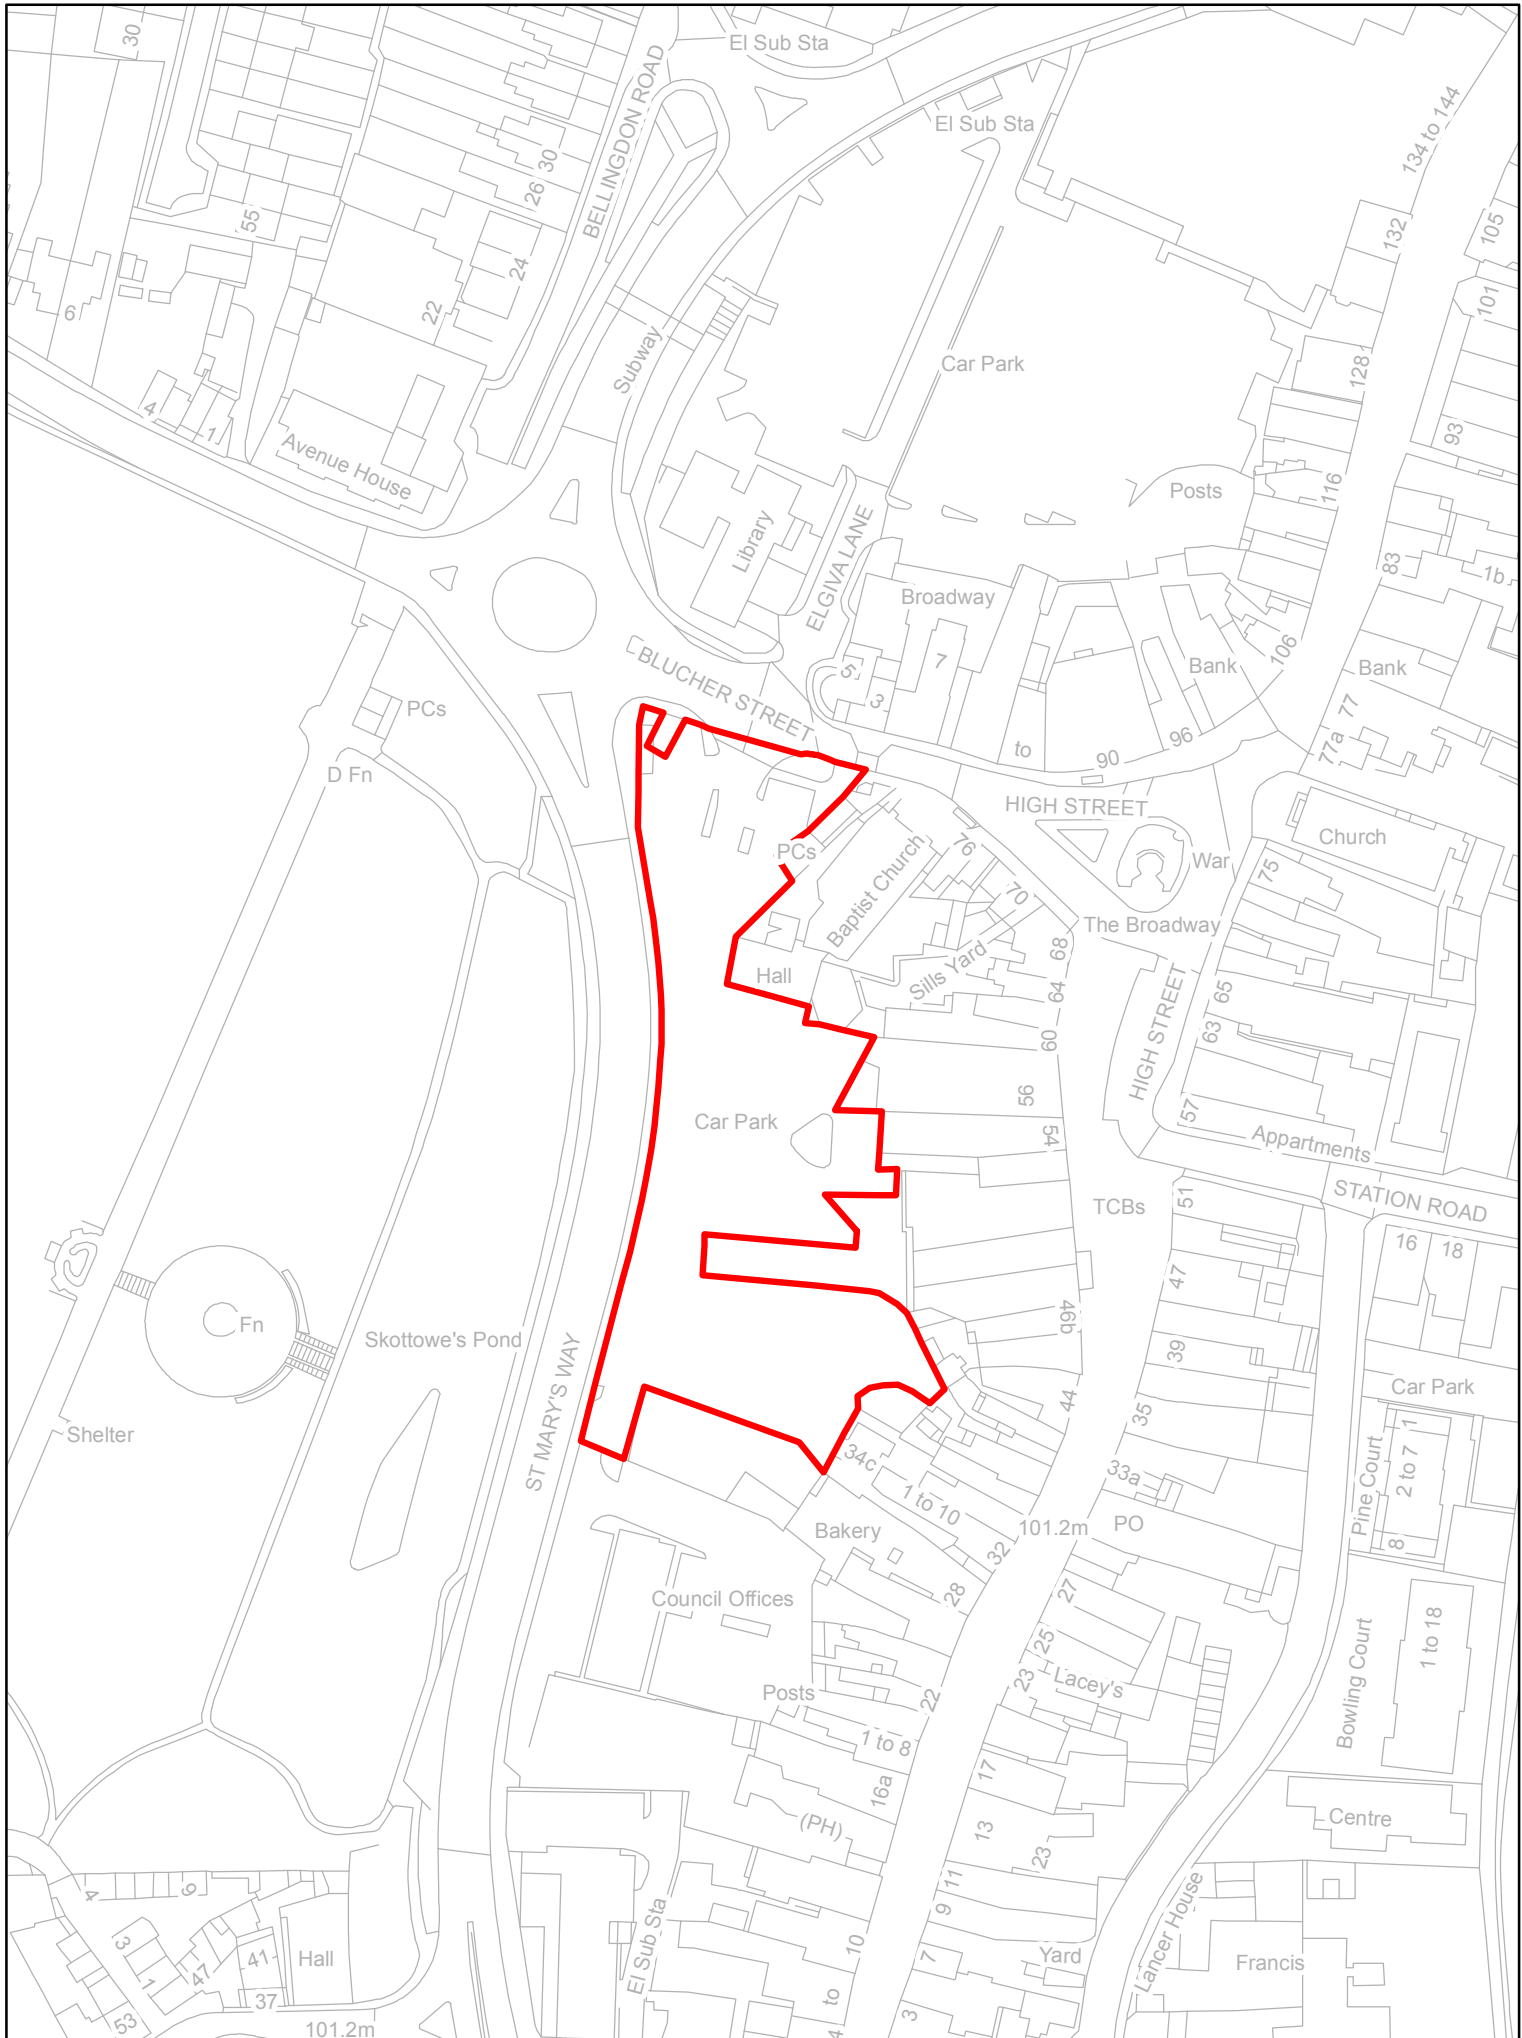 30
El Sub Sta
BELLINGDON ROAD
El Sub Sta
134 to 144
30
26
55
24
22
6
132
105
101
Subway
Car Park
128
4
1
Avenue House
93
116
Posts
Library
ELGIVA LANE
83
1b
Broadway
5
3
7
Bank
106
Bank
BLUCHER STREET
PCs
77
77a
to
90
96
D Fn
HIGH STREET
Church
PCs
76
War
75
Baptist Church
70
The Broadway
68
Hall
Sills Yard
64
65
60
63
HIGH STREET
56
57
Car Park
54
Appartments
STATION ROAD
TCBs
51
16
18
47
Fn
Skottowe's Pond
46b
39
ST MARY'S WAY
44
Car Park
Shelter
35
1
34c
33a
Pine Court
2 to 7
1 to 10
Bakery
101.2m
PO
32
8
28
27
Council Offices
25
1 to 18
Bowling Court
23
Lacey's
Posts
22
1 to 8
17
16a
(PH)
13
Centre
23
11
4
9
9
3
1
47
41
Hall
El Sub Sta
10
7
Yard
Lancer House
Francis
37
to
53
101.2m
4
3